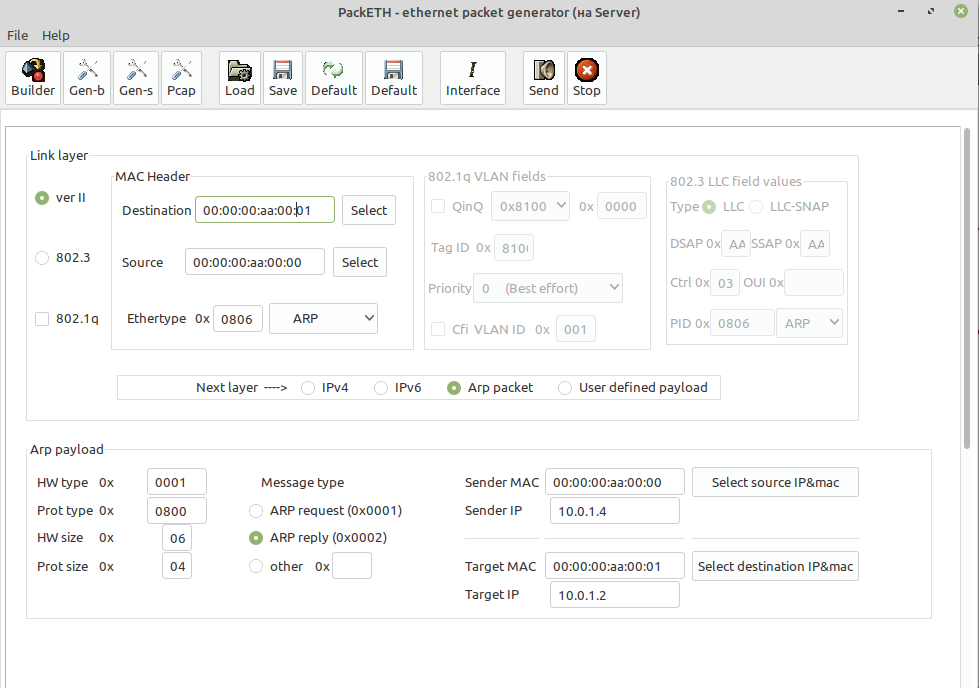 PackETH - ethernet packet generator (на Server)
File Help
Builder Gen-b Gen-s Pcap Load Save Default Default Interface Send Stop
Link layer
ver II
802.3
802.1q
MAC Header
Destination 00:00:00:aa:00:01 Select
Source 00:00:00:aa:00:00 Select
Ethertype 0x 0806 ARP
802.1q VLAN fields
QinQ 0x8100 0x 0000
Tag ID 0x 810
Priority 0 (Best effort)
Cfi VLAN ID 0x 001
802.3 LLC field values
Type LLC LLC-SNAP
DSAP 0x AA SSAP 0x AA
Ctrl 0x 03 OUI 0x
PID 0x 0806 ARP
Next layer ----> IPv4 IPv6 Arp packet User defined payload
Arp payload
HW type 0x 0001
Prot type 0x 0800
HW size 0x 06
Prot size 0x 04
Message type
ARP request (0x0001)
ARP reply (0x0002)
other 0x
Sender MAC 00:00:00:aa:00:00 Select source IP&mac
Sender IP 10.0.1.4
Target MAC 00:00:00:aa:00:01 Select destination IP&mac
Target IP 10.0.1.2